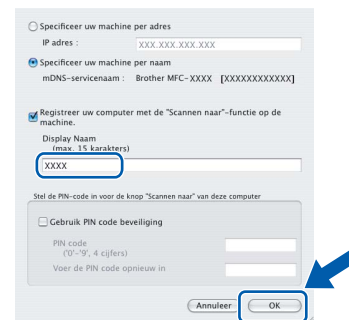 Specificeer uw machine per adres
IP adres :
XXX.XXX.XXX.XXX
Specificeer uw machine per naam
mDNS-servicenaam : Brother MFC-XXXX [XXXXXXXXXXXX]
Registreer uw computer met de "Scannen naar"-functie op de
machine.
Display Naam
(max. 15 karakters)
XXXX
Stel de PIN-code in voor de knop "Scannen naar" van deze computer
Gebruik PIN code beveiliging
PIN code
('0'-'9', 4 cijfers)
Voer de PIN code opnieuw in
Annuleer OK